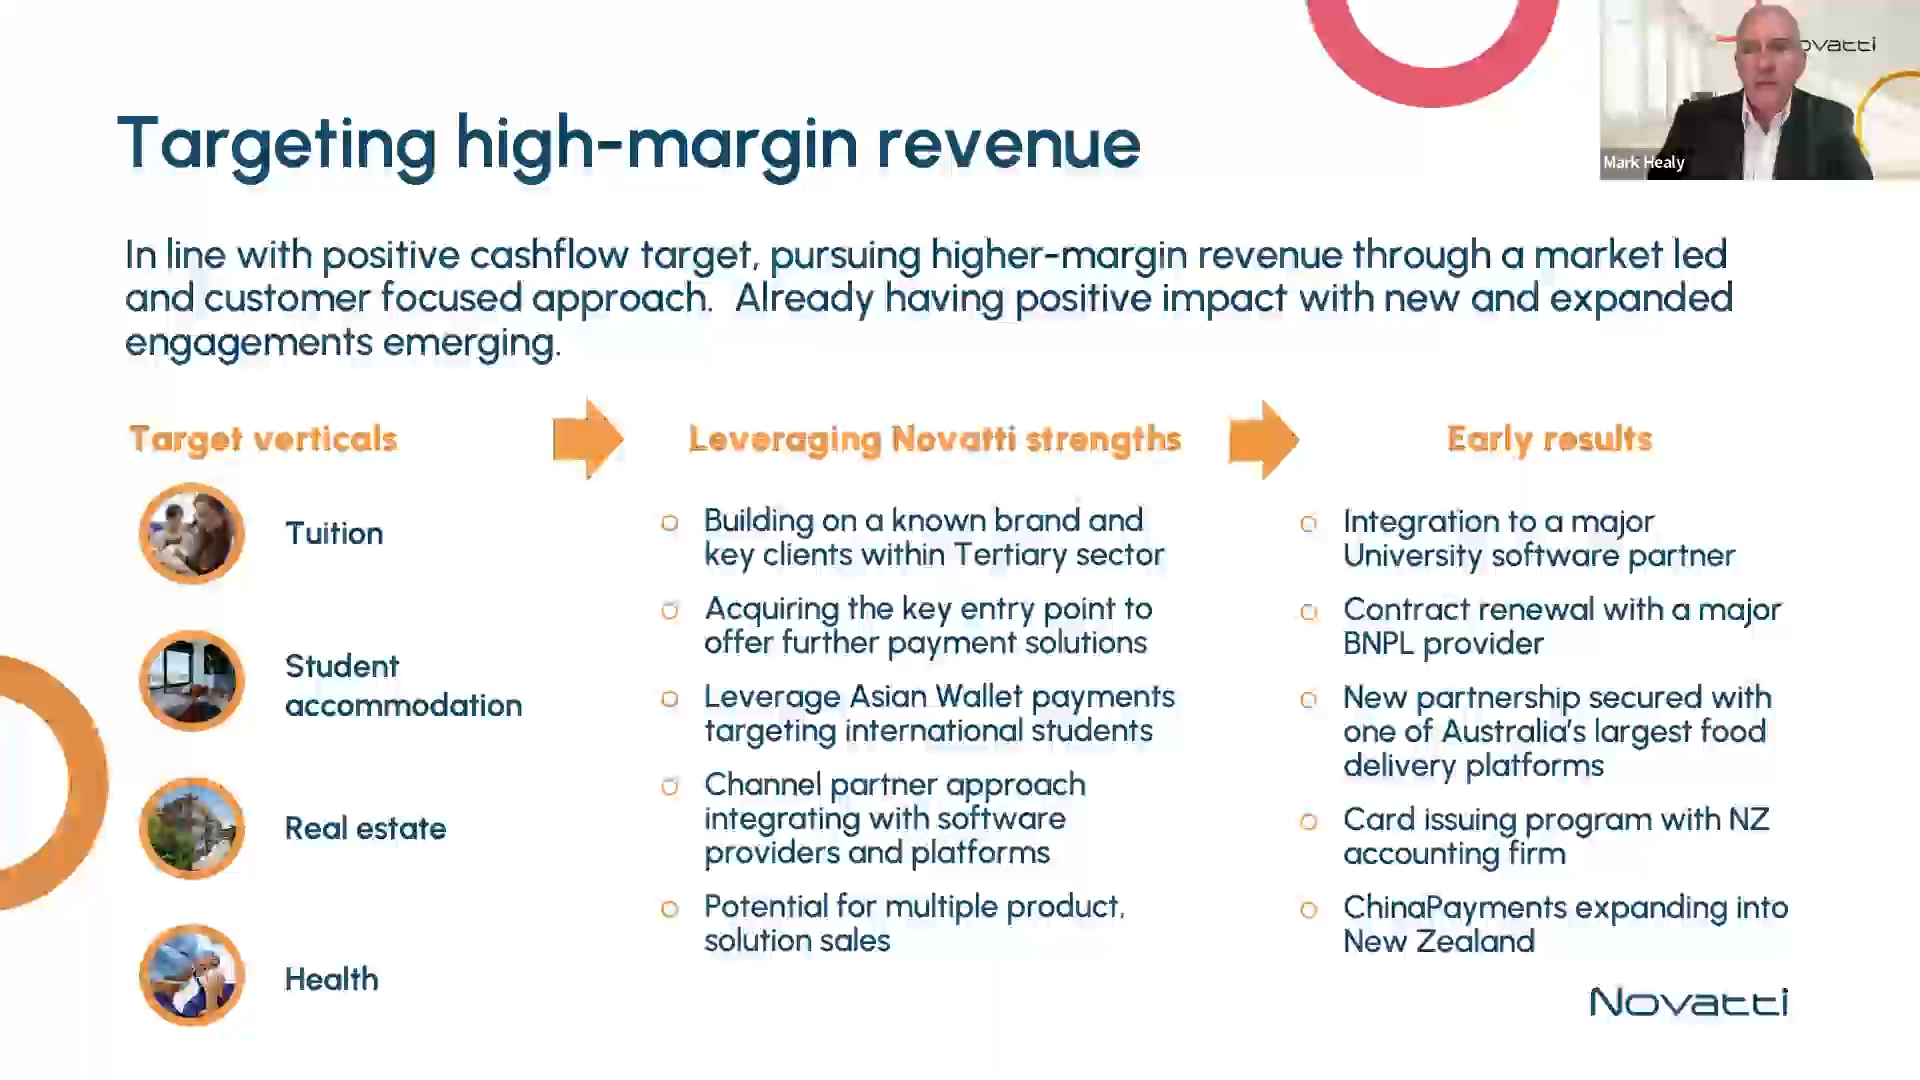 Targeting high-margin revenue
In line with positive cashflow target, pursuing higher-margin revenue through a market led
and customer focused approach.  Already having positive impact with new and expanded
engagements emerging.
Target verticals
Tuition
Student
accommodation
Real estate
Health
Leveraging Novatti strengths
Building on a known brand and
key clients within Tertiary sector
Acquiring the key entry point to
offer further payment solutions
Leverage Asian Wallet payments
targeting international students
Channel partner approach
integrating with software
providers and platforms
Potential for multiple product,
solution sales
Early results
Integration to a major
University software partner
Contract renewal with a major
BNPL provider
New partnership secured with
one of Australia's largest food
delivery platforms
Card issuing program with NZ
accounting firm
ChinaPayments expanding into
New Zealand
Novatti
ovatti
Mark Healy